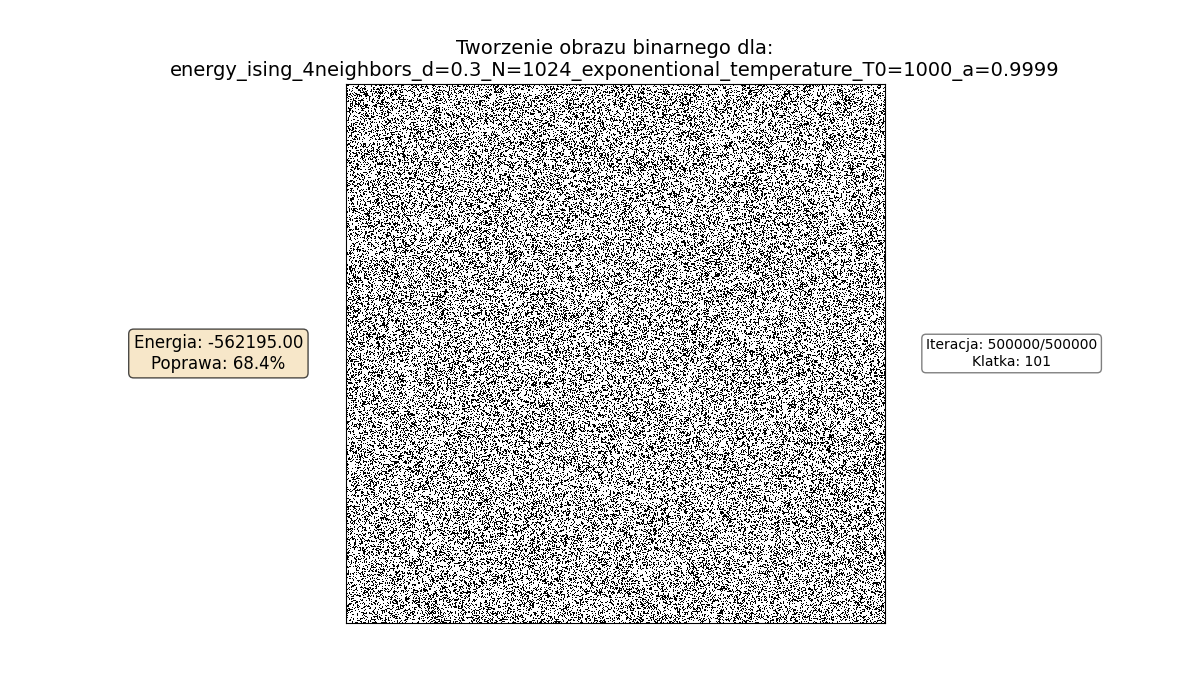 Tworzenie obrazu binarnego dla:
energy_ising_4neighbors_d=0.3_N=1024_exponentional_temperature_T0=1000_a=0.9999
Energia: -562195.00
Poprawa: 68.4%
Iteracja: 500000/500000
Klatka: 101